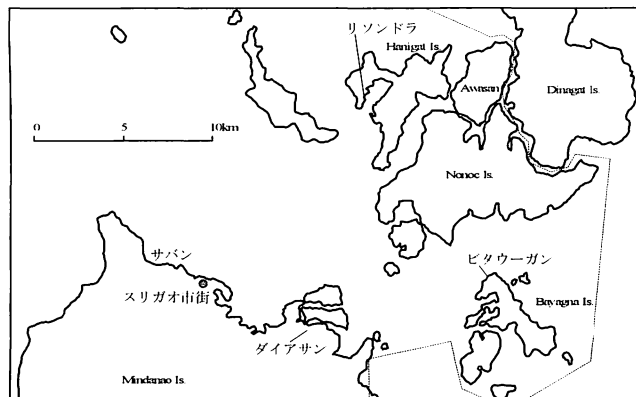 リソンドラ
Hanigat Is.
Awasan
Dinagat Is.
0 5 10km
Nonoc Is.
サバン
スリガオ市街
ビタウーガン
Bayagna Is.
ダイアサン
Mindanao Is.